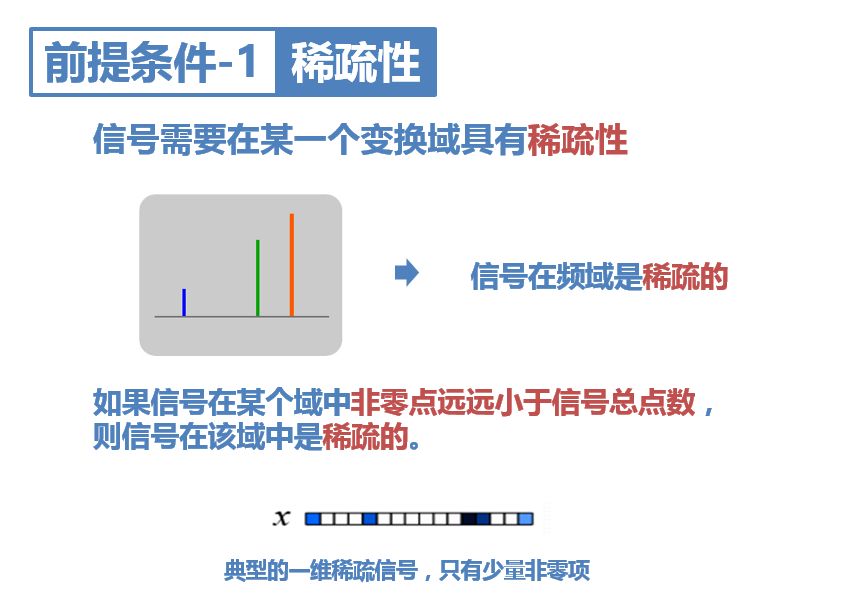 前提条件-1 稀疏性
信号需要在某一个变换域具有稀疏性
信号在频域是稀疏的
如果信号在某个域中非零点远远小于信号总点数，
则信号在该域中是稀疏的。
x
典型的一维稀疏信号，只有少量非零项